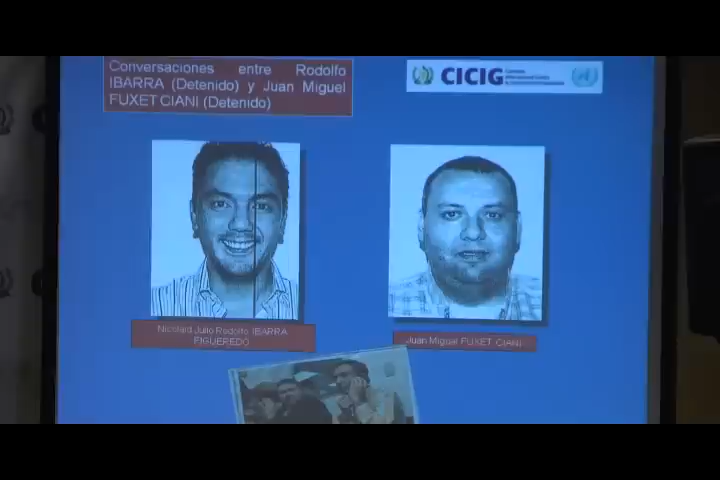 Conversaciones entre Rodolfo
IBARRA (Detenido) y Juan Miguel
FUXET CIANI (Detenido)
CICIG
Julio Rodolfo IBARRA
FIGUEREDO
Juan Miguel FUXET CIANI